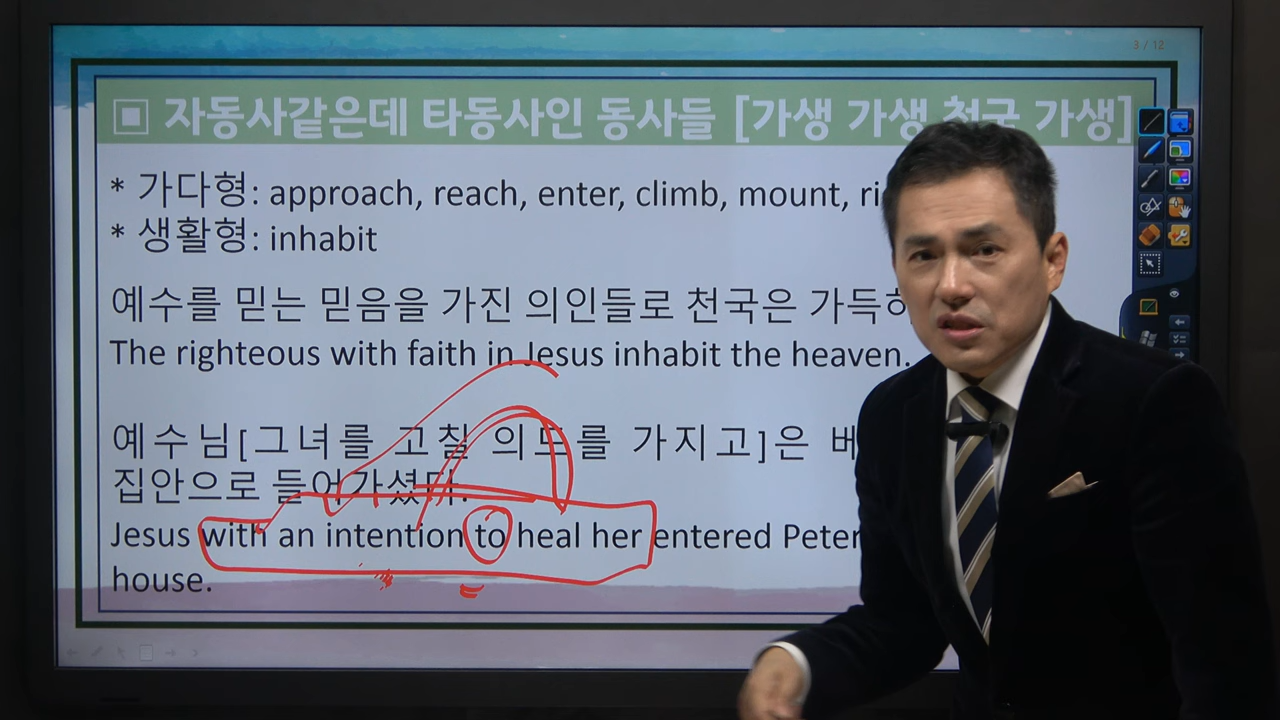 3 / 12
▣ 자동사같은데 타동사인 동사들 [가생 가생 천국 가생]
* 가다형: approach, reach, enter, climb, mount,
* 생활형: inhabit
예수를 믿는 믿음을 가진 의인들로 천국은
The righteous with faith in Jesus inhabit the heaven.
예수님[그녀를 고칠 의도를 가지고]은
집안으로 들어가셨다.
Jesus with an intention to heal her entered Peter
house.